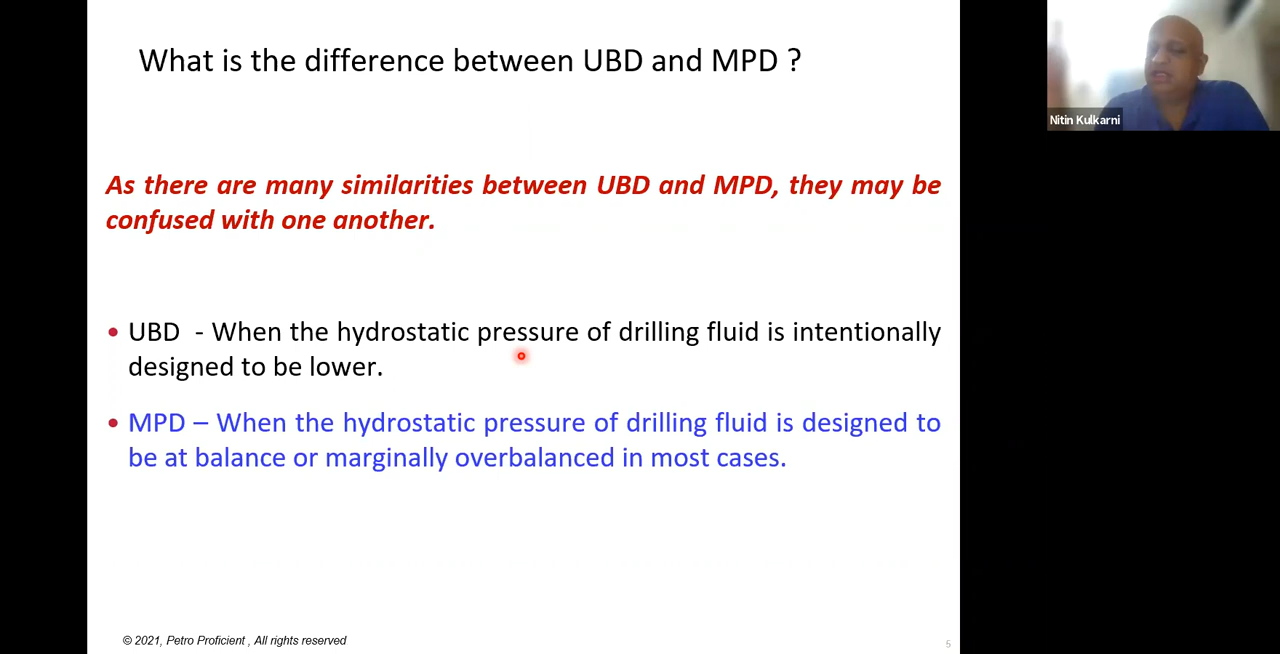 What is the difference between UBD and MPD ?
Nitin Kulkarni
As there are many similarities between UBD and MPD, they may be
confused with one another.
• UBD - When the hydrostatic pressure of drilling fluid is intentionally
designed to be lower.
• MPD – When the hydrostatic pressure of drilling fluid is designed to
be at balance or marginally overbalanced in most cases.
© 2021, Petro Proficient , All rights reserved
5